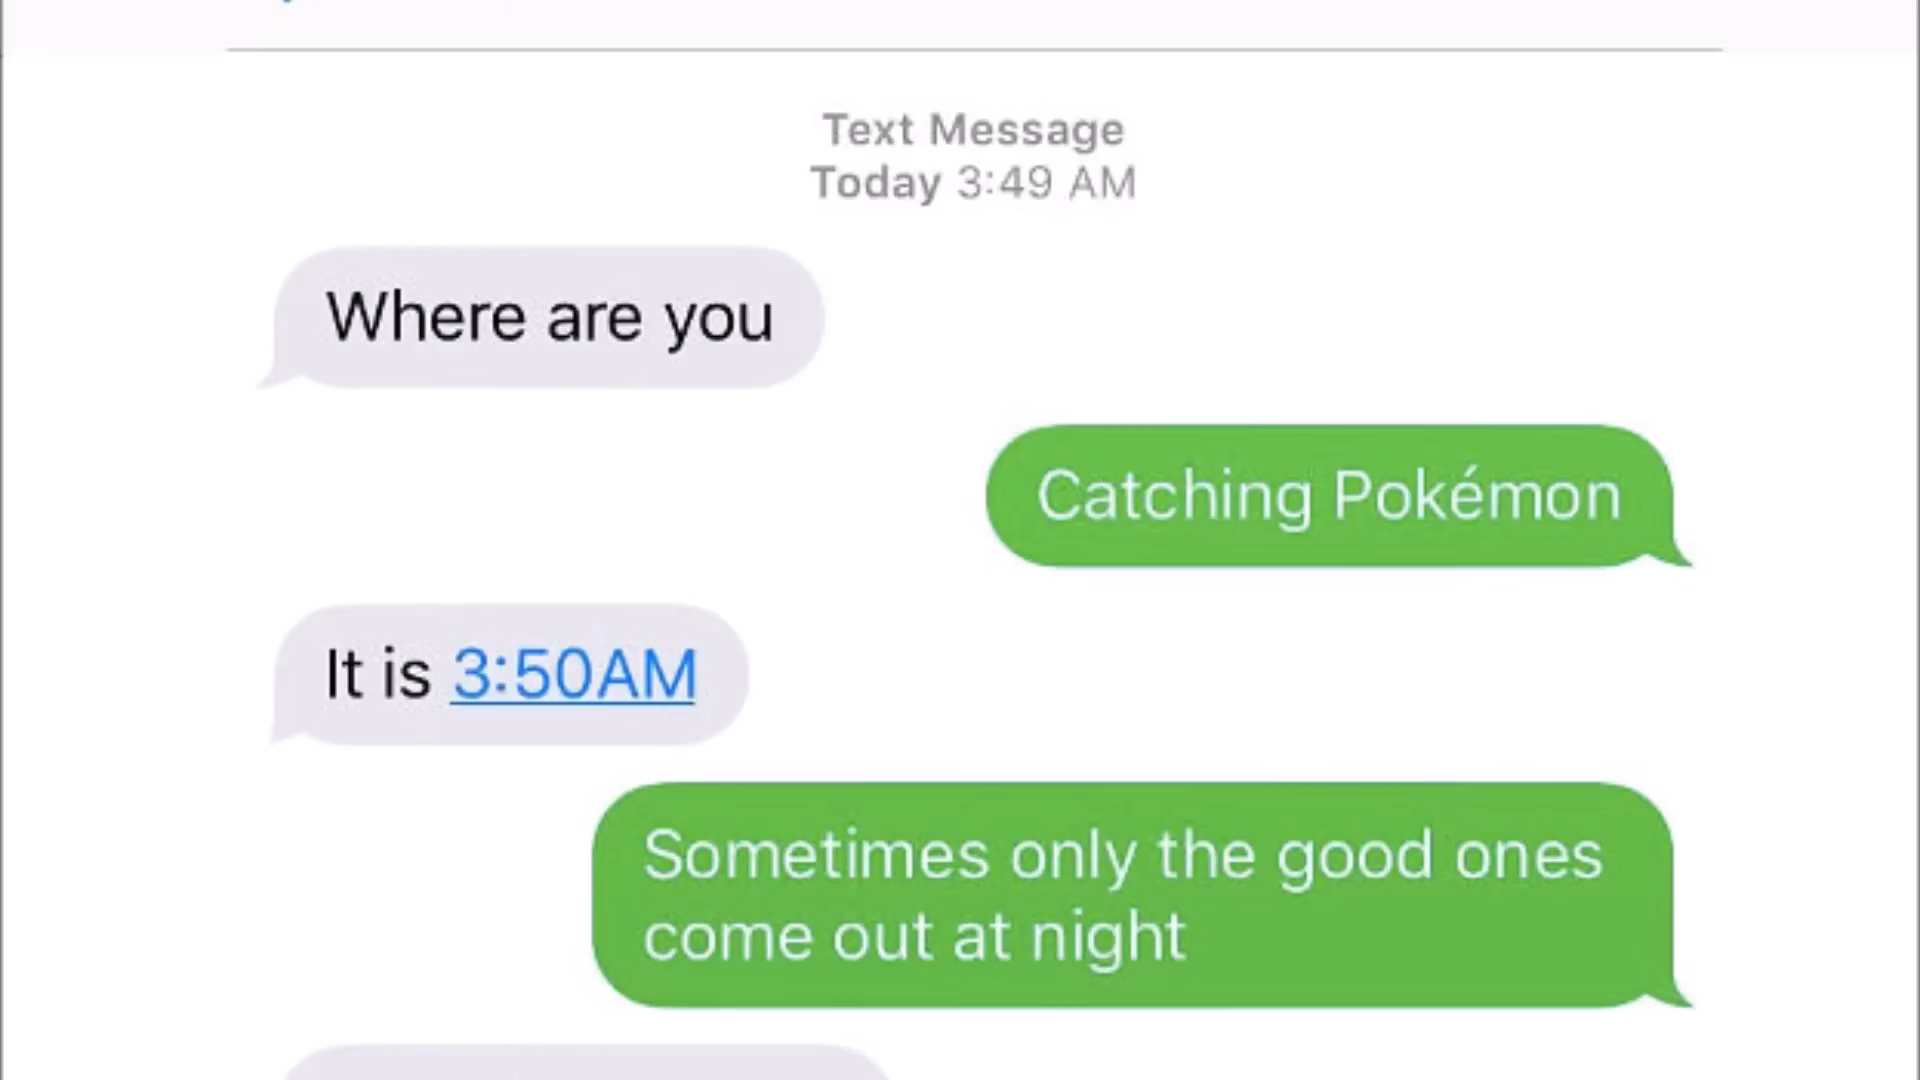 Text Message
Today 3:49 AM
Where are you
Catching Pokémon
It is 3:50AM
Sometimes only the good ones
come out at night